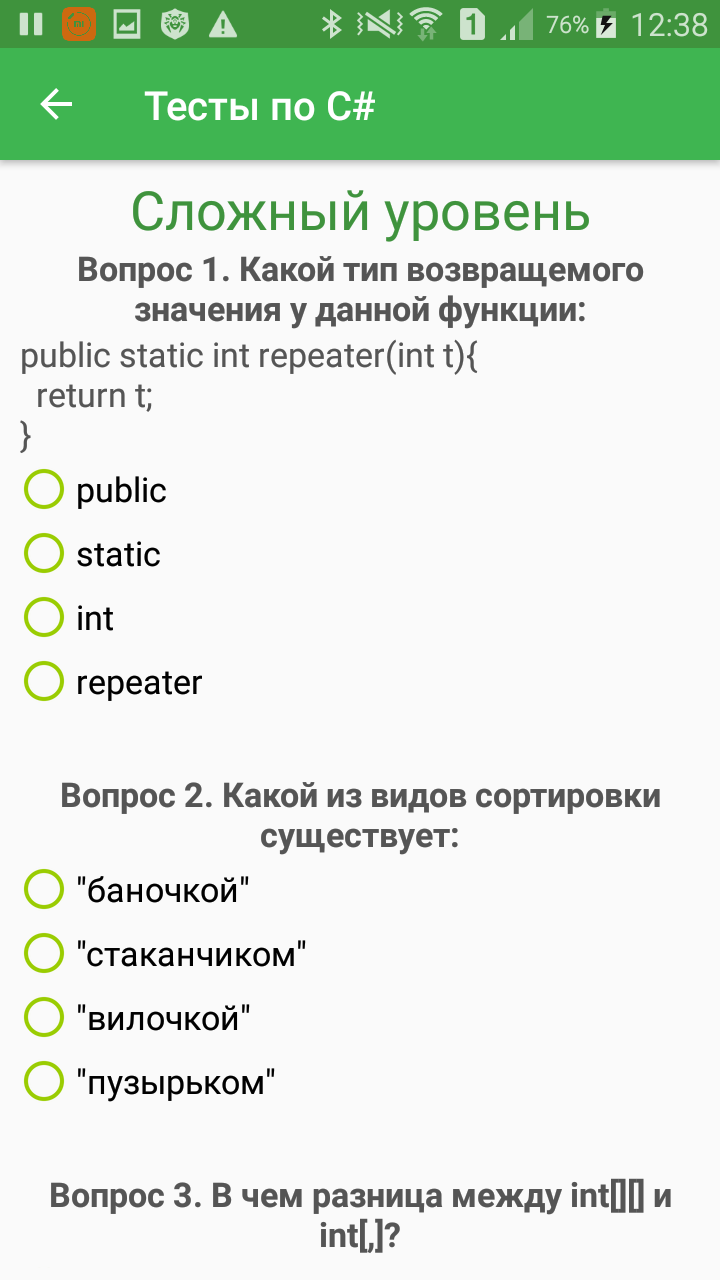 1 76% 12:38
Тесты по C#
Сложный уровень
Вопрос 1. Какой тип возвращемого
значения у данной функции:
public static int repeater(int t){
return t;
}
public
static
int
repeater
Вопрос 2. Какой из видов сортировки
существует:
"баночкой"
"стаканчиком"
"вилочкой"
"пузырьком"
Вопрос 3. В чем разница между int[][] и
int[,]?